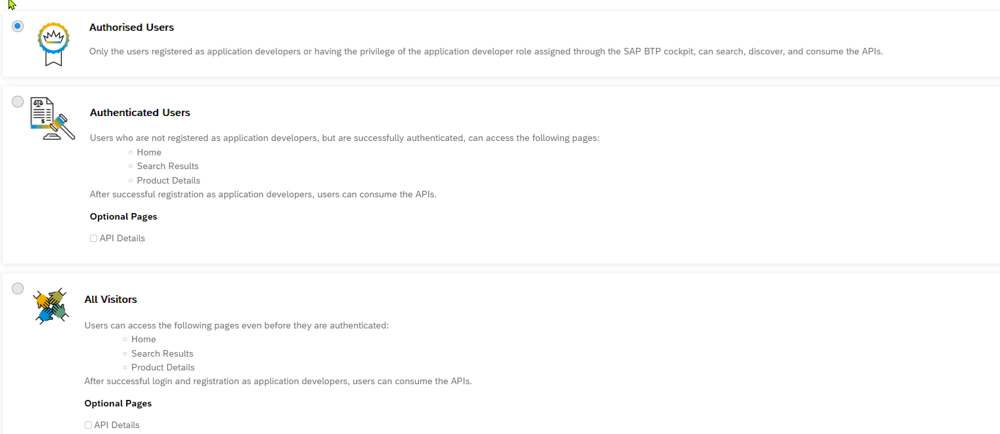 Authorised Users
Only the users registered as application developers or having the privilege of the application developer role assigned through the SAP BTP cockpit, can search, discover, and consume the APIs.
Authenticated Users
Users who are not registered as application developers, but are successfully authenticated, can access the following pages:
Home
Search Results
Product Details
After successful registration as application developers, users can consume the APIs.
Optional Pages
API Details
All Visitors
Users can access the following pages even before they are authenticated:
Home
Search Results
Product Details
After successful login and registration as application developers, users can consume the APIs.
Optional Pages
API Details